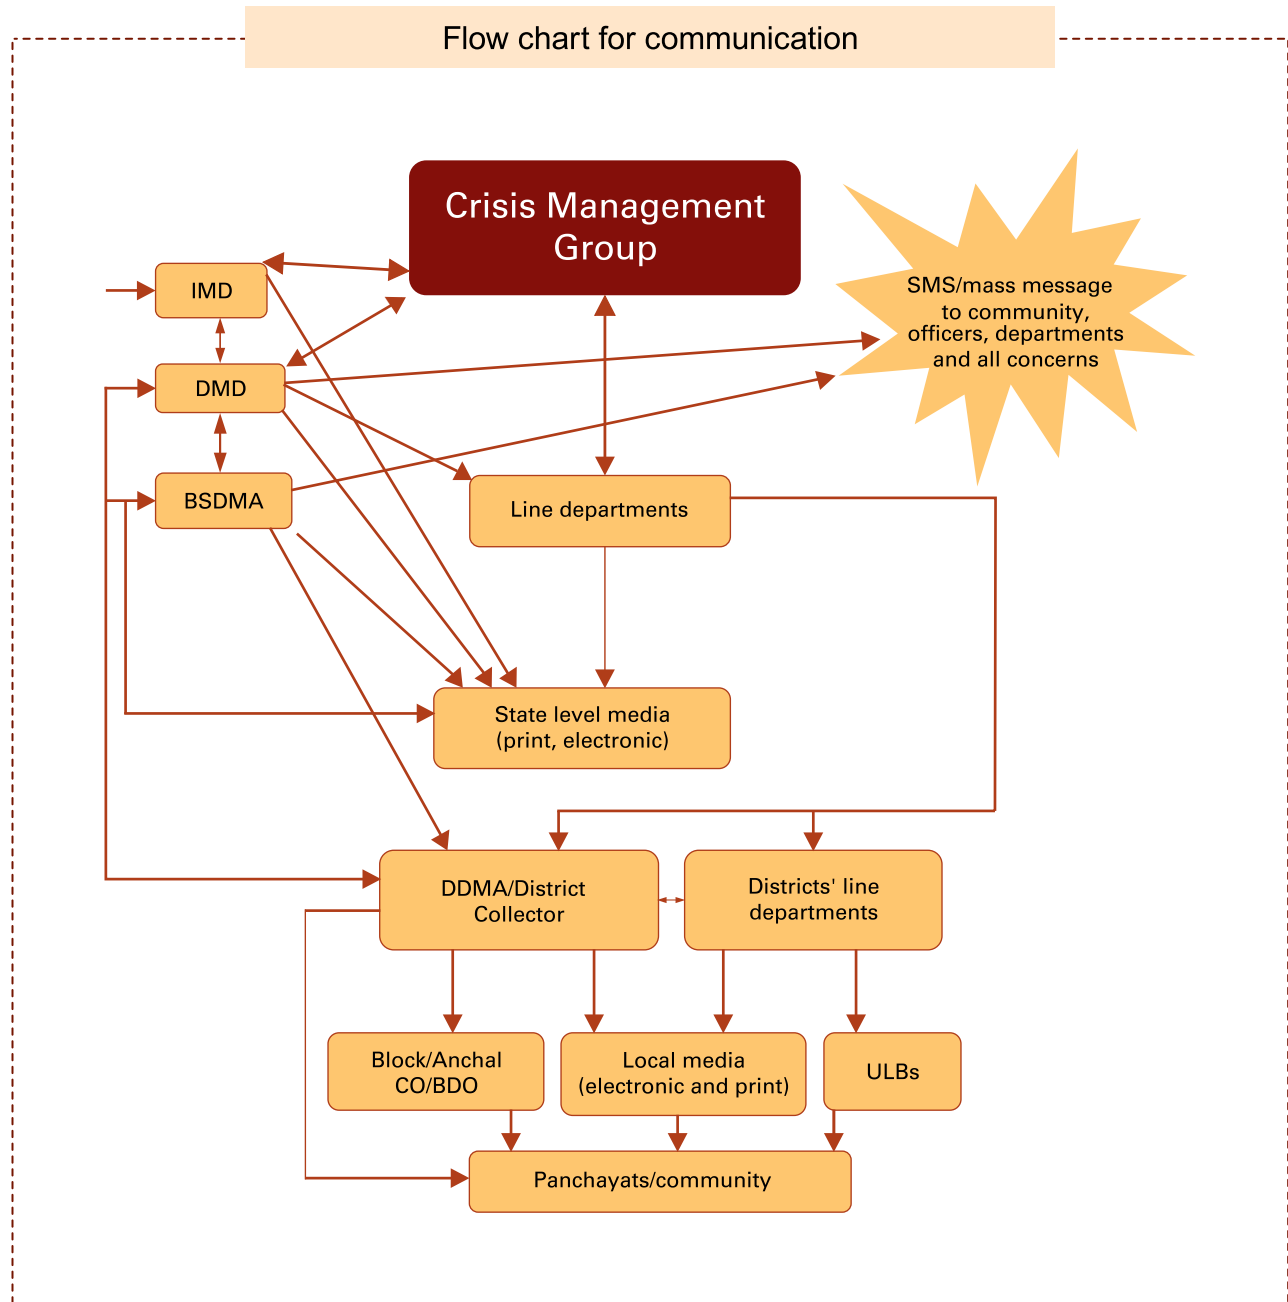 Flow chart for communication
Crisis Management
Group
SMS/mass message
to community,
officers, departments
and all concerns
IMD
DMD
BSDMA
Line departments
State level media
(print, electronic)
DDMA/District
Collector
Districts' line
departments
Block/Anchal
CO/BDO
Local media
(electronic and print)
ULBs
Panchayats/community